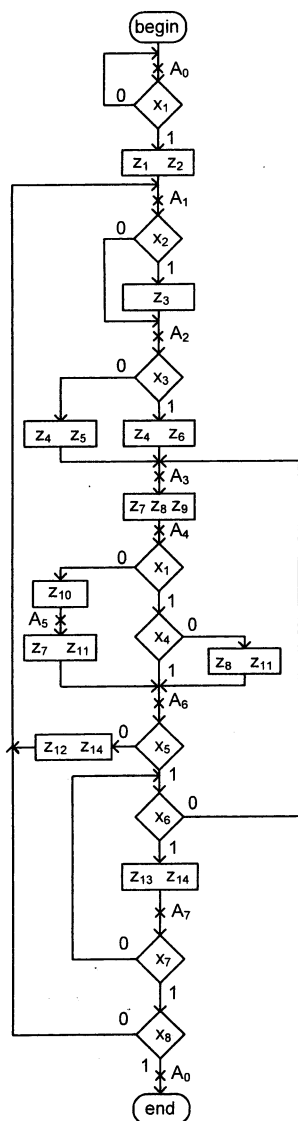 begin
A₀
0 x₁
1
z₁ z₂
A₁
0 x₂
1
z₃
A₂
0 x₃
1
z₄ z₅ z₄ z₆
A₃
z₇ z₈ z₉
A₄
0 x₁
z₁₀ 1
A₅ x₄ 0
z₇ z₁₁ z₈ z₁₁
1
A₆
z₁₂ z₁₄ 0 x₅
1
x₆ 0
1
z₁₃ z₁₄
A₇
0 x₇
1
0 x₈
1 A₀
end